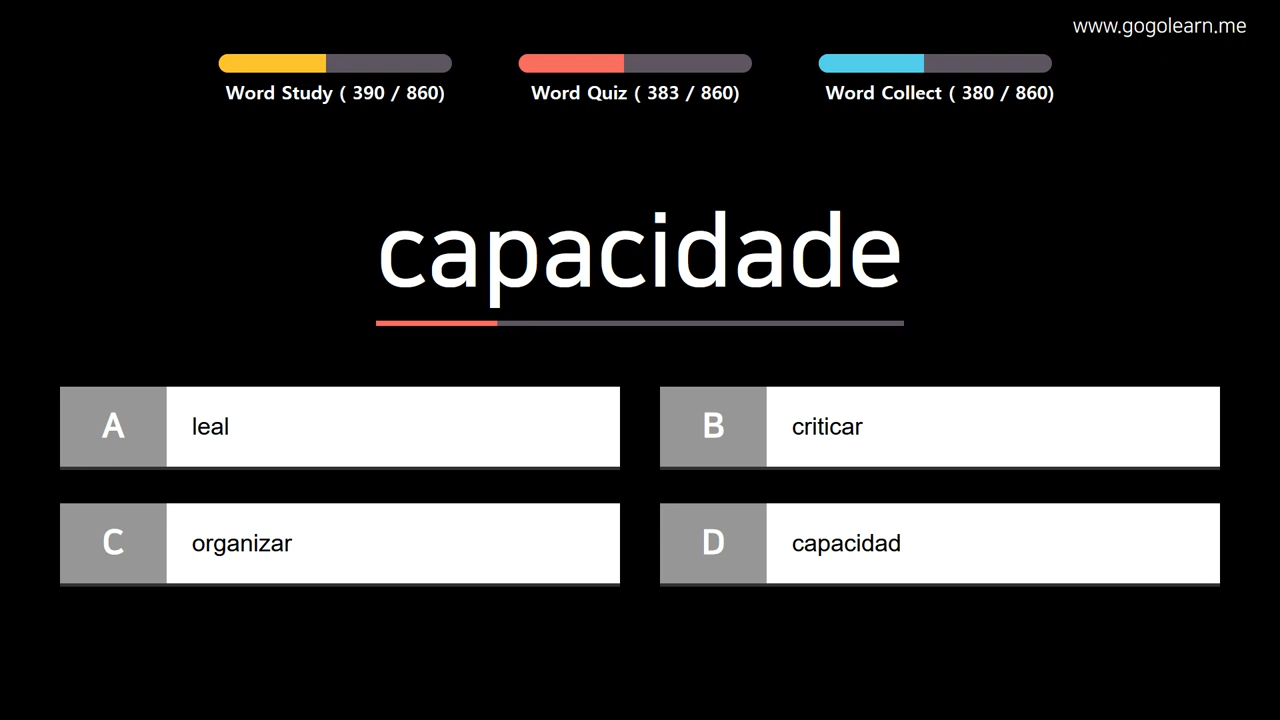 www.gogolearn.me
Word Study ( 390 / 860)
Word Quiz ( 383 / 860)
Word Collect ( 380 / 860)
capacidade
A leal
B criticar
C organizar
D capacidad